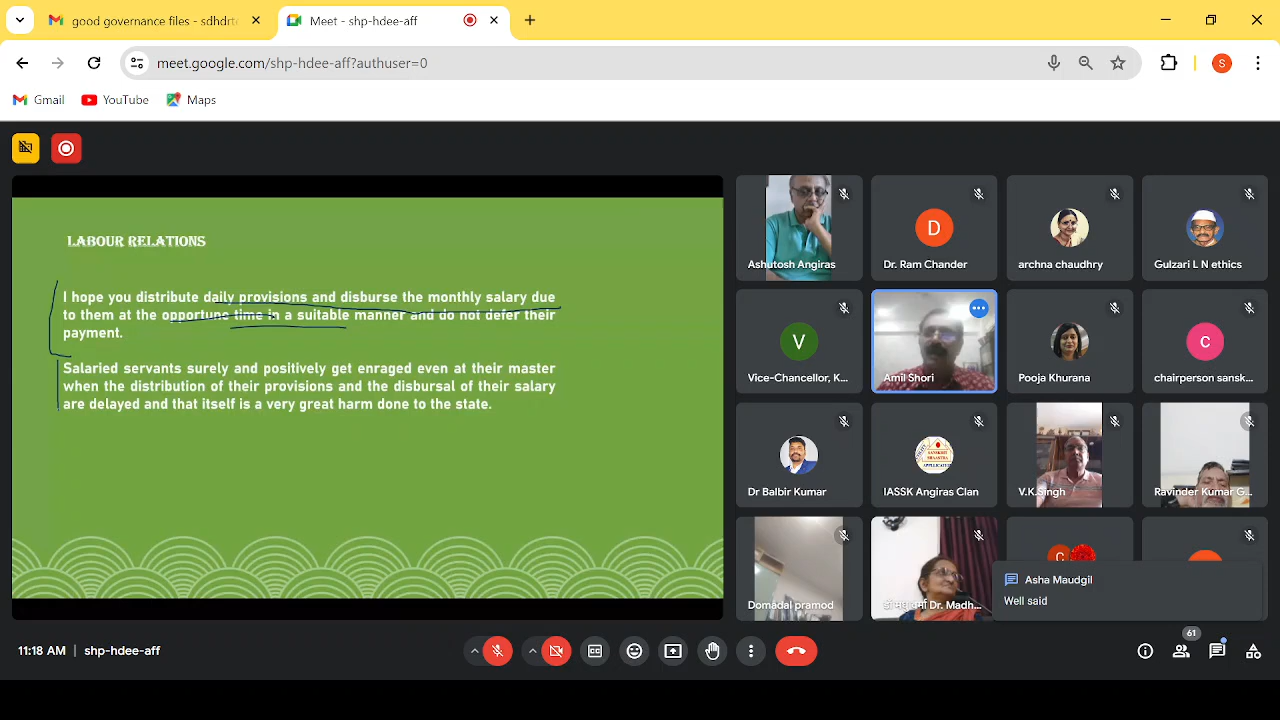 good governance files - sdhdrt
Meet - shp-hdee-aff
meet.google.com/shp-hdee-aff?authuser=0
S
Gmail
YouTube
Maps
LABOUR RELATIONS
I hope you distribute daily provisions and disburse the monthly salary due
to them at the opportune time in a suitable manner and do not defer their
payment.
Salaried servants surely and positively get enraged even at their master
when the distribution of their provisions and the disbursal of their salary
are delayed and that itself is a very great harm done to the state.
Ashutosh Angiras
D
Dr. Ram Chander
archna chaudhry
Gulzari L N ethics
V
Vice-Chancellor, K...
Amil Shori
Pooja Khurana
c
chairperson sansk...
Dr Balbir Kumar
IASSK Angiras Clan
V.K.Singh
Ravinder Kumar G...
Domadal pramod
Dr. Madh...
Asha Maudgil
Well said
11:18 AM | shp-hdee-aff
61